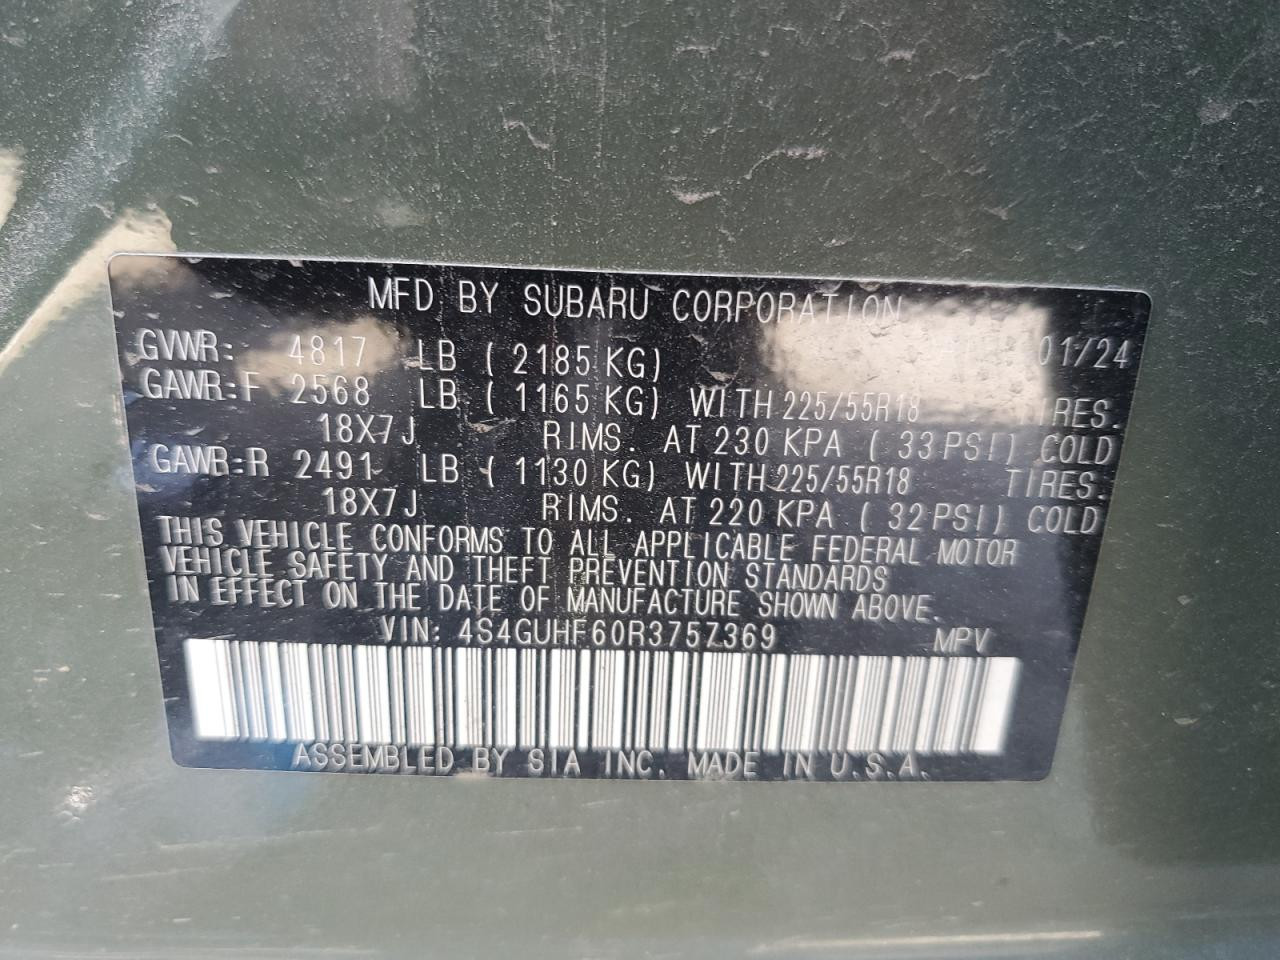 MFD BY SUBARU CORPORATION
01/24
GVWR: 4817 LB ( 2185 KG)
GAWR:F 2568 LB ( 1165 KG) WITH 225/55R18 TIRES.
18X7J RIMS. AT 230 KPA ( 33 PSI) COLD
GAWR:R 2491 LB ( 1130 KG) WITH 225/55R18 TIRES.
18X7J RIMS. AT 220 KPA ( 32 PSI) COLD
THIS VEHICLE CONFORMS TO ALL APPLICABLE FEDERAL MOTOR
VEHICLE SAFETY AND THEFT PREVENTION STANDARDS
IN EFFECT ON THE DATE OF MANUFACTURE SHOWN ABOVE.
VIN: 4S4GUHF60R3757369 MPV
ASSEMBLED BY SIA INC. MADE IN U.S.A.